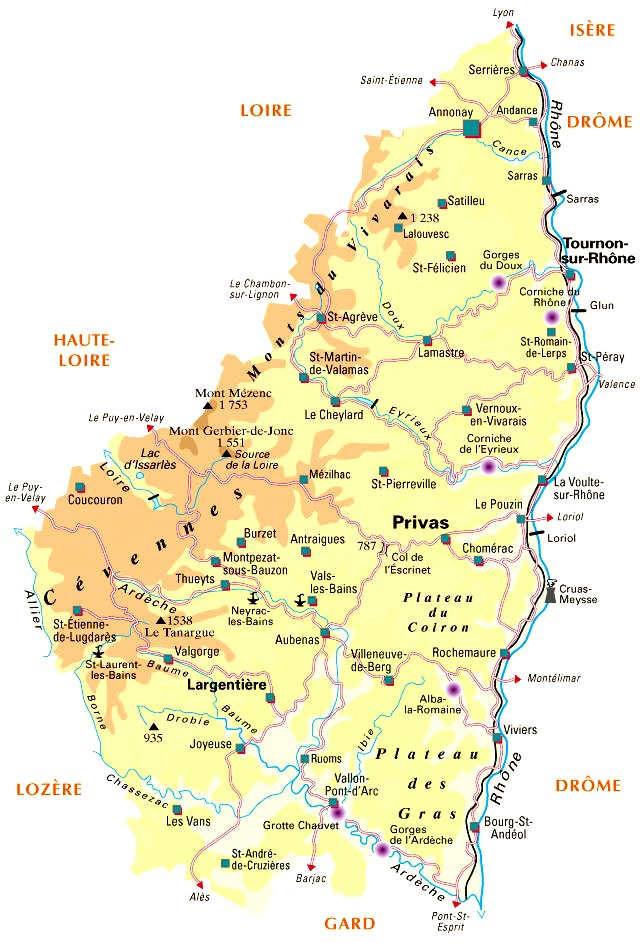 Lyon
ISÈRE
Serrières
Chanas
Saint-Étienne
LOIRE
Annonay
Andance
Rhône
DRÔME
Cance
Sarras
Sarras
Satilleu
1 238
Lalouvesc
Monts du Vivarais
Tournon-
sur-Rhône
St-Félicien
Gorges
du Doux
Le Chambon-
sur-Lignon
Corniche du
Rhône
Glun
Doux
St-Agrève
HAUTE-
LOIRE
Lamastre
St-Romain-
de-Lerps
St-Péray
St-Martin-
de-Valamas
Valence
Mont Mézenc
1 753
Le Cheylard
Eyrieux
Vernoux-
en-Vivarais
Le Puy-en-Velay
Mont Gerbier-de-Jonc
1 551
Corniche
de l'Eyrieux
Lac
d'Issarlès
Source
de la Loire
Loire
Mézilhac
St-Pierreville
La Voulte-
sur-Rhône
Le Puy-
en-Velay
Coucouron
Cévennes
Le Pouzin
Loriol
Privas
Loriol
Burzet
Antraigues
787
Col de
l'Escrinet
Chomérac
Montpezat-
sous-Bauzon
Thueyts
Vals-
les-Bains
Cruas-
Meysse
Allier
Ardèche
Neyrac-
les-Bains
Plateau
du
Coiron
St-Étienne-
de-Lugdarès
1538
Le Tanargue
Aubenas
St-Laurent-
les-Bains
Valgorge
Baume
Villeneuve-
de-Berg
Rochemaure
Montélimar
Largentière
Alba-
la-Romaine
Borne
Drobie
Baume
935
Joyeuse
Ibie
Viviers
Plateau
des
Gras
Rhône
Ruoms
LOZÈRE
Chassezac
Vallon-
Pont-d'Arc
DRÔME
Les Vans
Grotte Chauvet
Gorges
de l'Ardèche
Bourg-St-
Andéol
St-André-
de-Cruzières
Barjac
Ardèche
Alès
GARD
Pont-St-
Esprit